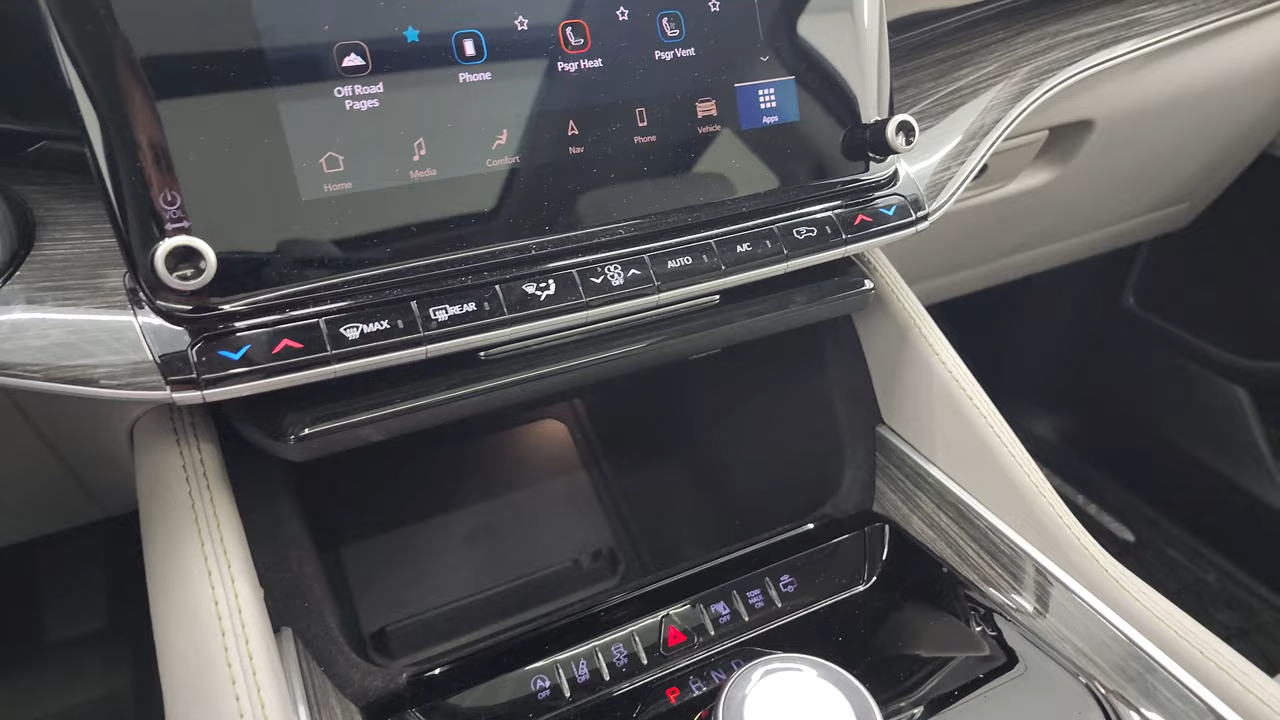 Off Road
Pages
Phone
Psgr Heat
Psgr Vent
Home
Media
Comfort
Nav
Phone
Vehicle
Apps
VOL
MAX
REAR
OFF
AUTO
A/C
OFF
OFF
OFF
OFF
TOW/
HAUL
ON
P R N D